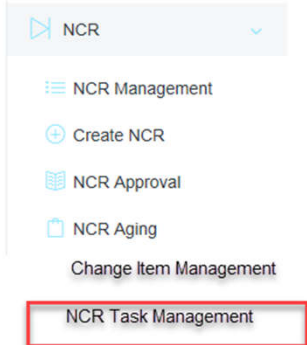 NCR
NCR Management
Create NCR
NCR Approval
NCR Aging
Change Item Management
NCR Task Management